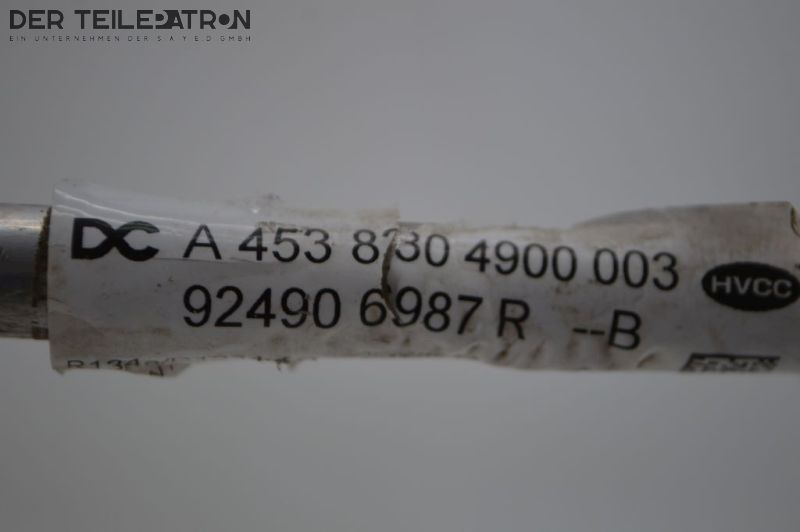 DER TEILEPATRON
EIN UNTERNEHMEN DER S A Y E D GMBH
DC A 453 830 4900 003
HVCC
92490 6987 R --B